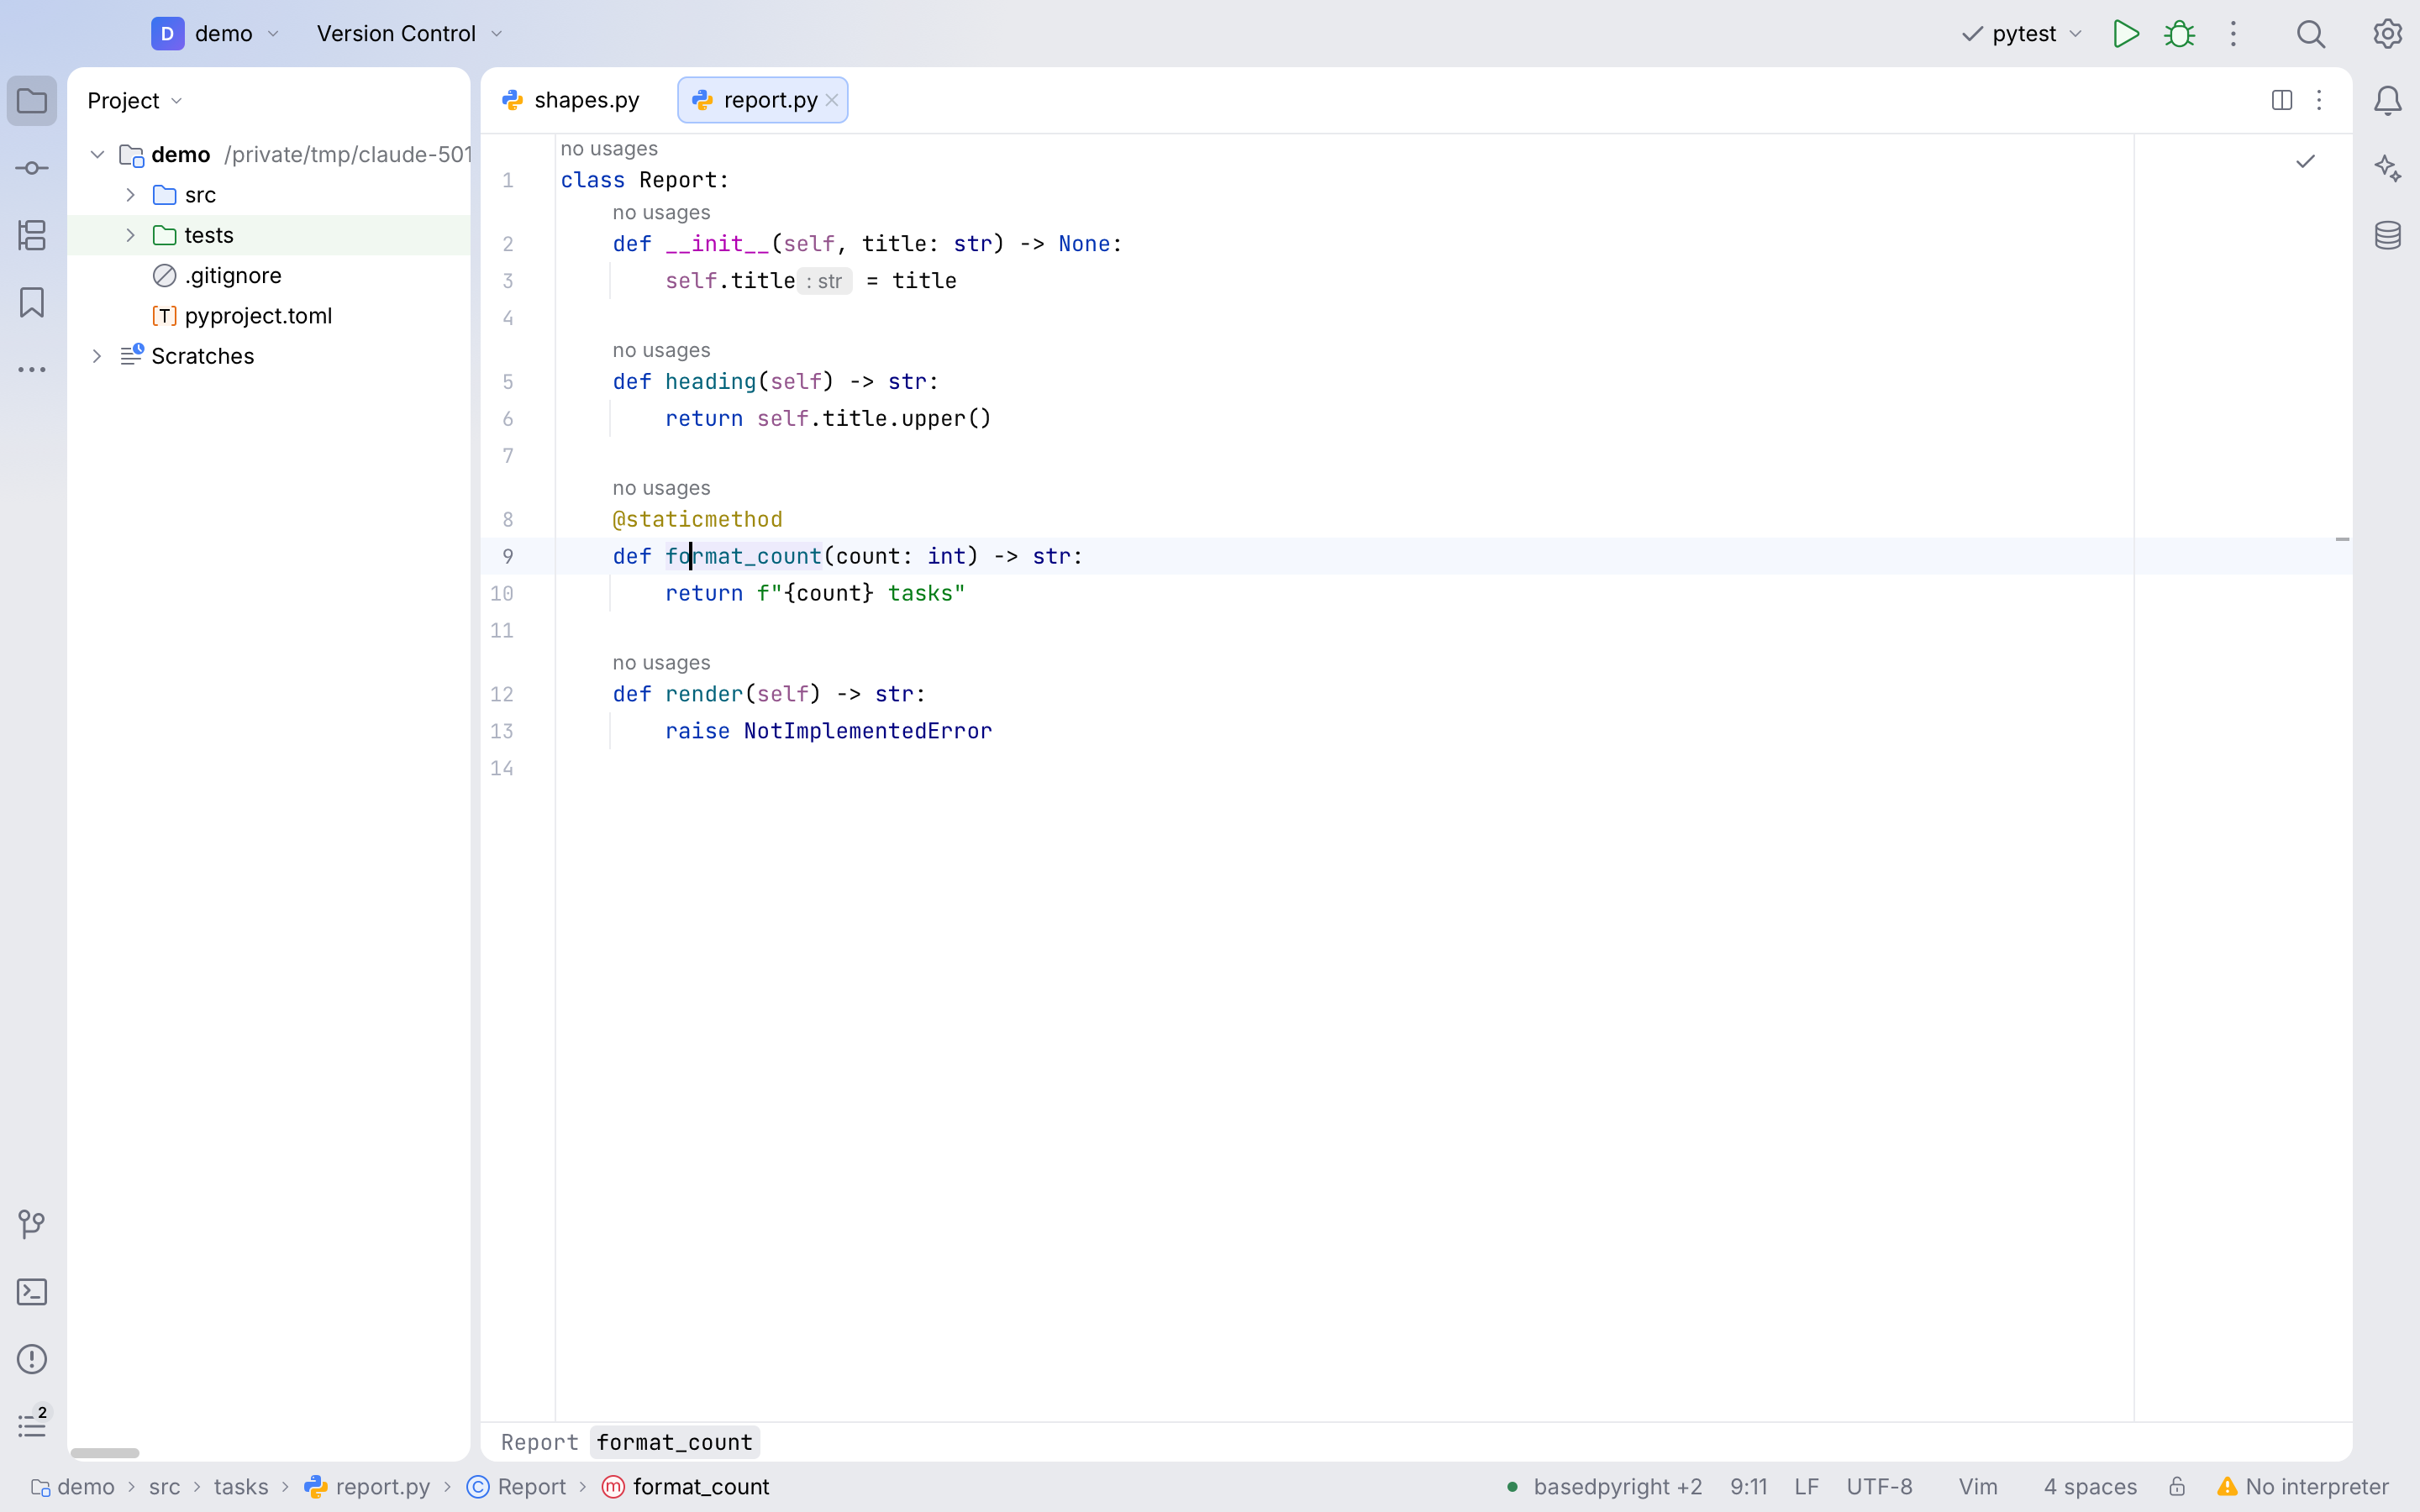 D demo Version Control pytest
Project
demo /private/tmp/claude-501
src
tests
.gitignore
[T] pyproject.toml
Scratches
2
shapes.py report.py
no usages
1 class Report:
no usages
2 def __init__(self, title: str) -> None:
3 self.title : str = title
4
no usages
5 def heading(self) -> str:
6 return self.title.upper()
7
no usages
8 @staticmethod
9 def format_count(count: int) -> str:
10 return f"{count} tasks"
11
no usages
12 def render(self) -> str:
13 raise NotImplementedError
14
Report format_count
demo › src › tasks › report.py › C Report › m format_count basedpyright +2 9:11 LF UTF-8 Vim 4 spaces No interpreter